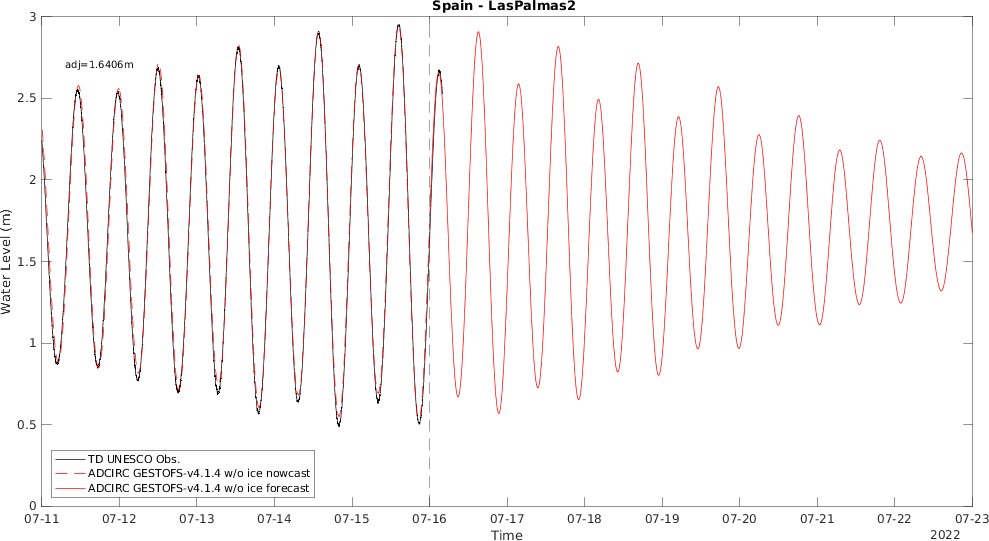 Spain - LasPalmas2
adj=1.6406m
3
2.5
2
1.5
1
0.5
0
Water Level (m)
TD UNESCO Obs.
ADCIRC GESTOFS-v4.1.4 w/o ice nowcast
ADCIRC GESTOFS-v4.1.4 w/o ice forecast
07-11 07-12 07-13 07-14 07-15 07-16 07-17 07-18 07-19 07-20 07-21 07-22 07-23
Time
2022